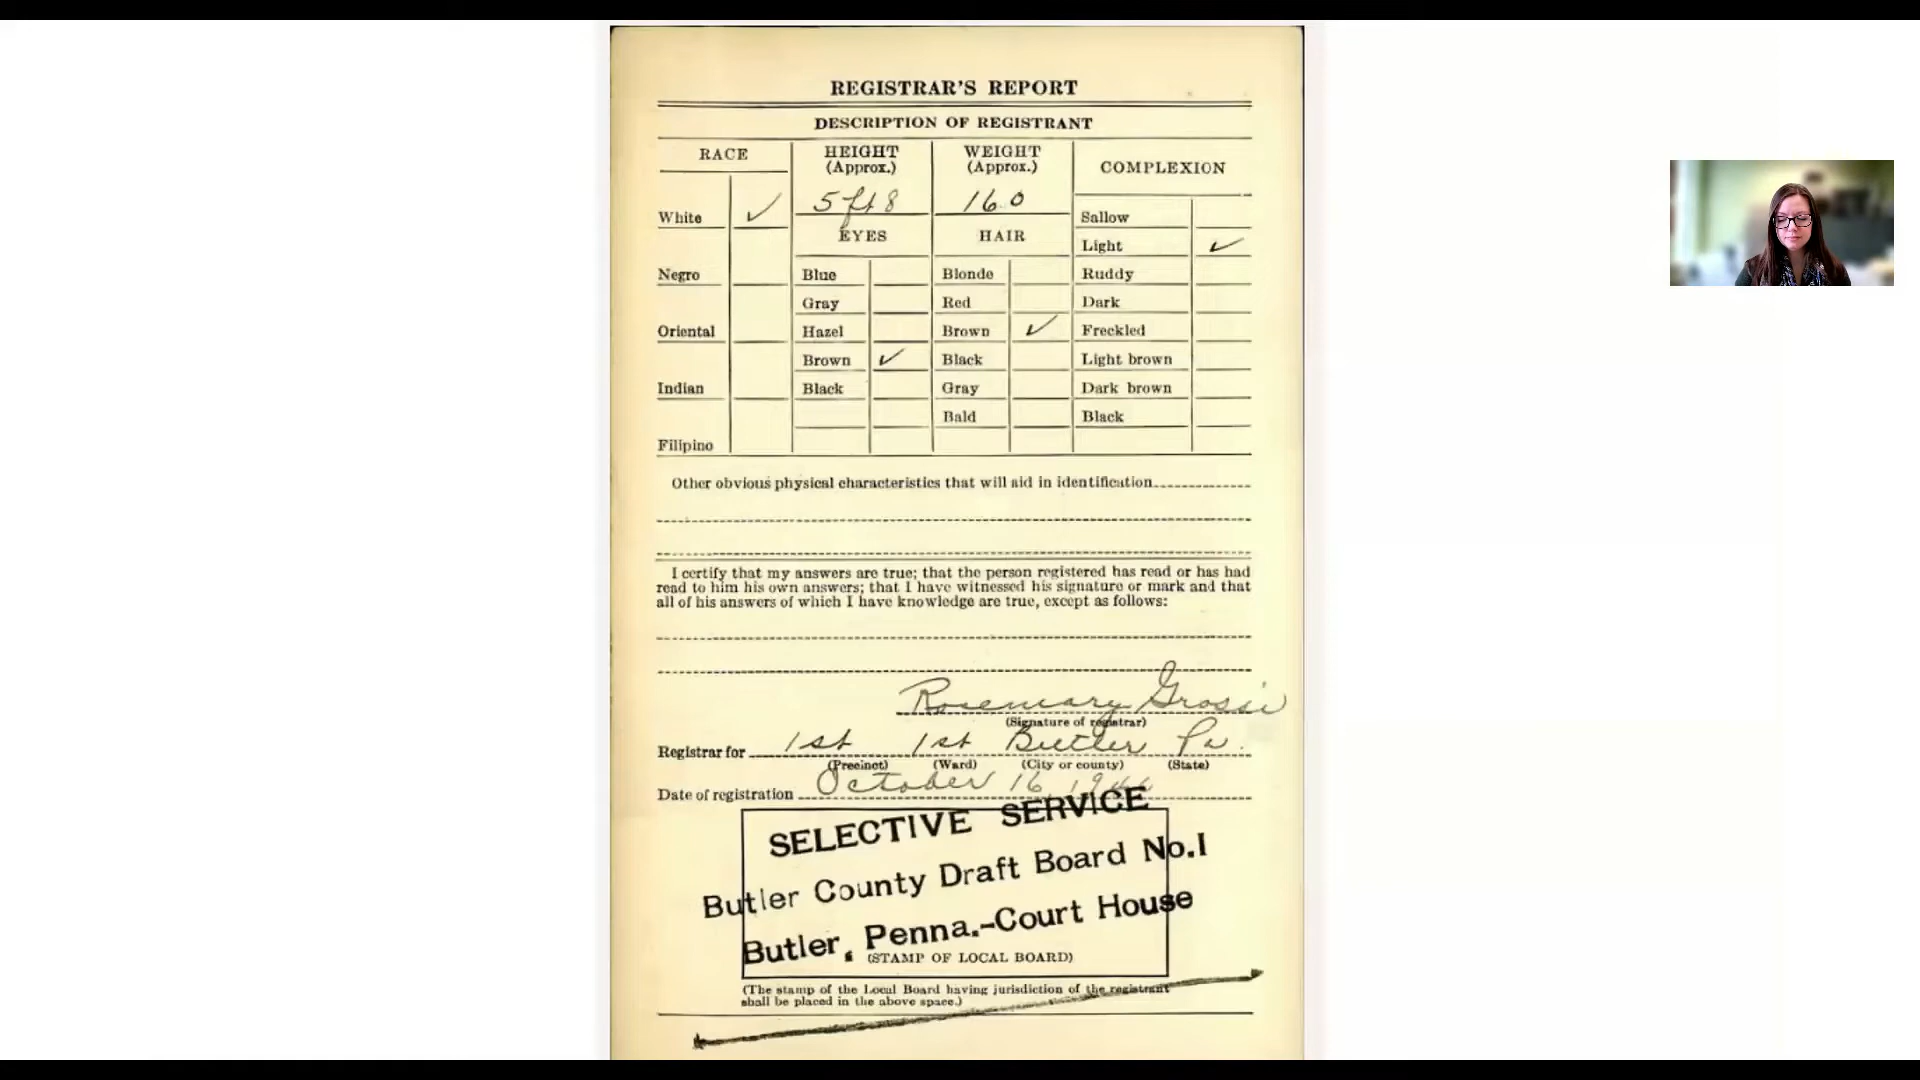 REGISTRAR'S REPORT
DESCRIPTION OF REGISTRANT
RACE
HEIGHT
(Approx.)
WEIGHT
(Approx.)
COMPLEXION
5 ft 8
160
White ✓
Sallow
EYES
HAIR
Light ✓
Negro
Blue
Blonde
Ruddy
Gray
Red
Dark
Oriental
Hazel
Brown ✓
Freckled
Brown ✓
Black
Light brown
Indian
Black
Gray
Dark brown
Bald
Black
Filipino
Other obvious physical characteristics that will aid in identification
I certify that my answers are true; that the person registered has read or has had
read to him his own answers; that I have witnessed his signature or mark and that
all of his answers of which I have knowledge are true, except as follows:
Rosemary Grossi
(Signature of registrar)
Registrar for 1st 1st Butler Pa.
(Precinct) (Ward) (City or county) (State)
Date of registration October 16, 19
SELECTIVE SERVICE
Butler County Draft Board No.1
Butler, Penna.-Court House
(STAMP OF LOCAL BOARD)
(The stamp of the Local Board having jurisdiction of the registrant
shall be placed in the above space.)